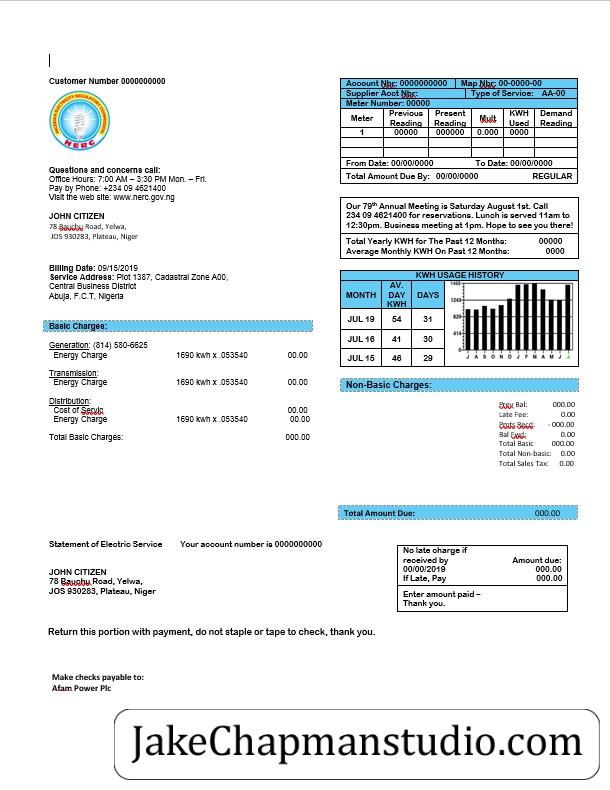 Customer Number 0000000000
NIGERIAN ELECTRICITY REGULATORY COMMISSION
NERC
Questions and concerns call:
Office Hours: 7:00 AM – 3:30 PM Mon. – Fri.
Pay by Phone: +234 09 4621400
Visit the web site: www.nerc.gov.ng
JOHN CITIZEN
78 Bauchu Road, Yelwa,
JOS 930283, Plateau, Niger
Billing Date: 09/15/2019
Service Address: Plot 1387, Cadastral Zone A00,
Central Business District
Abuja, F.C.T, Nigeria
Account Nbr: 0000000000 Map Nbr: 00-0000-00
Supplier Acct Nbr: Type of Service: AA-00
Meter Number: 00000
Meter Previous Reading Present Reading Mult KWH Used Demand Reading
1 00000 000000 0.000 0000
From Date: 00/00/0000 To Date: 00/00/0000
Total Amount Due By: 00/00/0000 REGULAR
Our 79th Annual Meeting is Saturday August 1st. Call
234 09 4621400 for reservations. Lunch is served 11am to
12:30pm. Business meeting at 1pm. Hope to see you there!
Total Yearly KWH for The Past 12 Months: 00000
Average Monthly KWH On Past 12 Months: 0000
KWH USAGE HISTORY
MONTH AV. DAY KWH DAYS
JUL 19 54 31
JUL 16 41 30
JUL 15 46 29
1243
829
414
0
J A S O N D J F M A M J J
Basic Charges:
Generation: (814) 580-6625
Energy Charge 1690 kwh x .053540 00.00
Transmission:
Energy Charge 1690 kwh x .053540 00.00
Distribution:
Cost of Servic 00.00
Energy Charge 1690 kwh x .053540 00.00
Total Basic Charges: 000.00
Non-Basic Charges:
Prev Bal: 000.00
Late Fee: 0.00
Pmts Recd: - 000.00
Bal Fwd: 0.00
Total Basic 000.00
Total Non-basic: 0.00
Total Sales Tax: 0.00
Total Amount Due: 000.00
Statement of Electric Service Your account number is 0000000000
JOHN CITIZEN
78 Bauchu Road, Yelwa,
JOS 930283, Plateau, Niger
No late charge if
received by Amount due:
00/00/2019 000.00
If Late, Pay 000.00
Enter amount paid –
Thank you.
Return this portion with payment, do not staple or tape to check, thank you.
Make checks payable to:
Afam Power Plc
JakeChapmanstudio.com